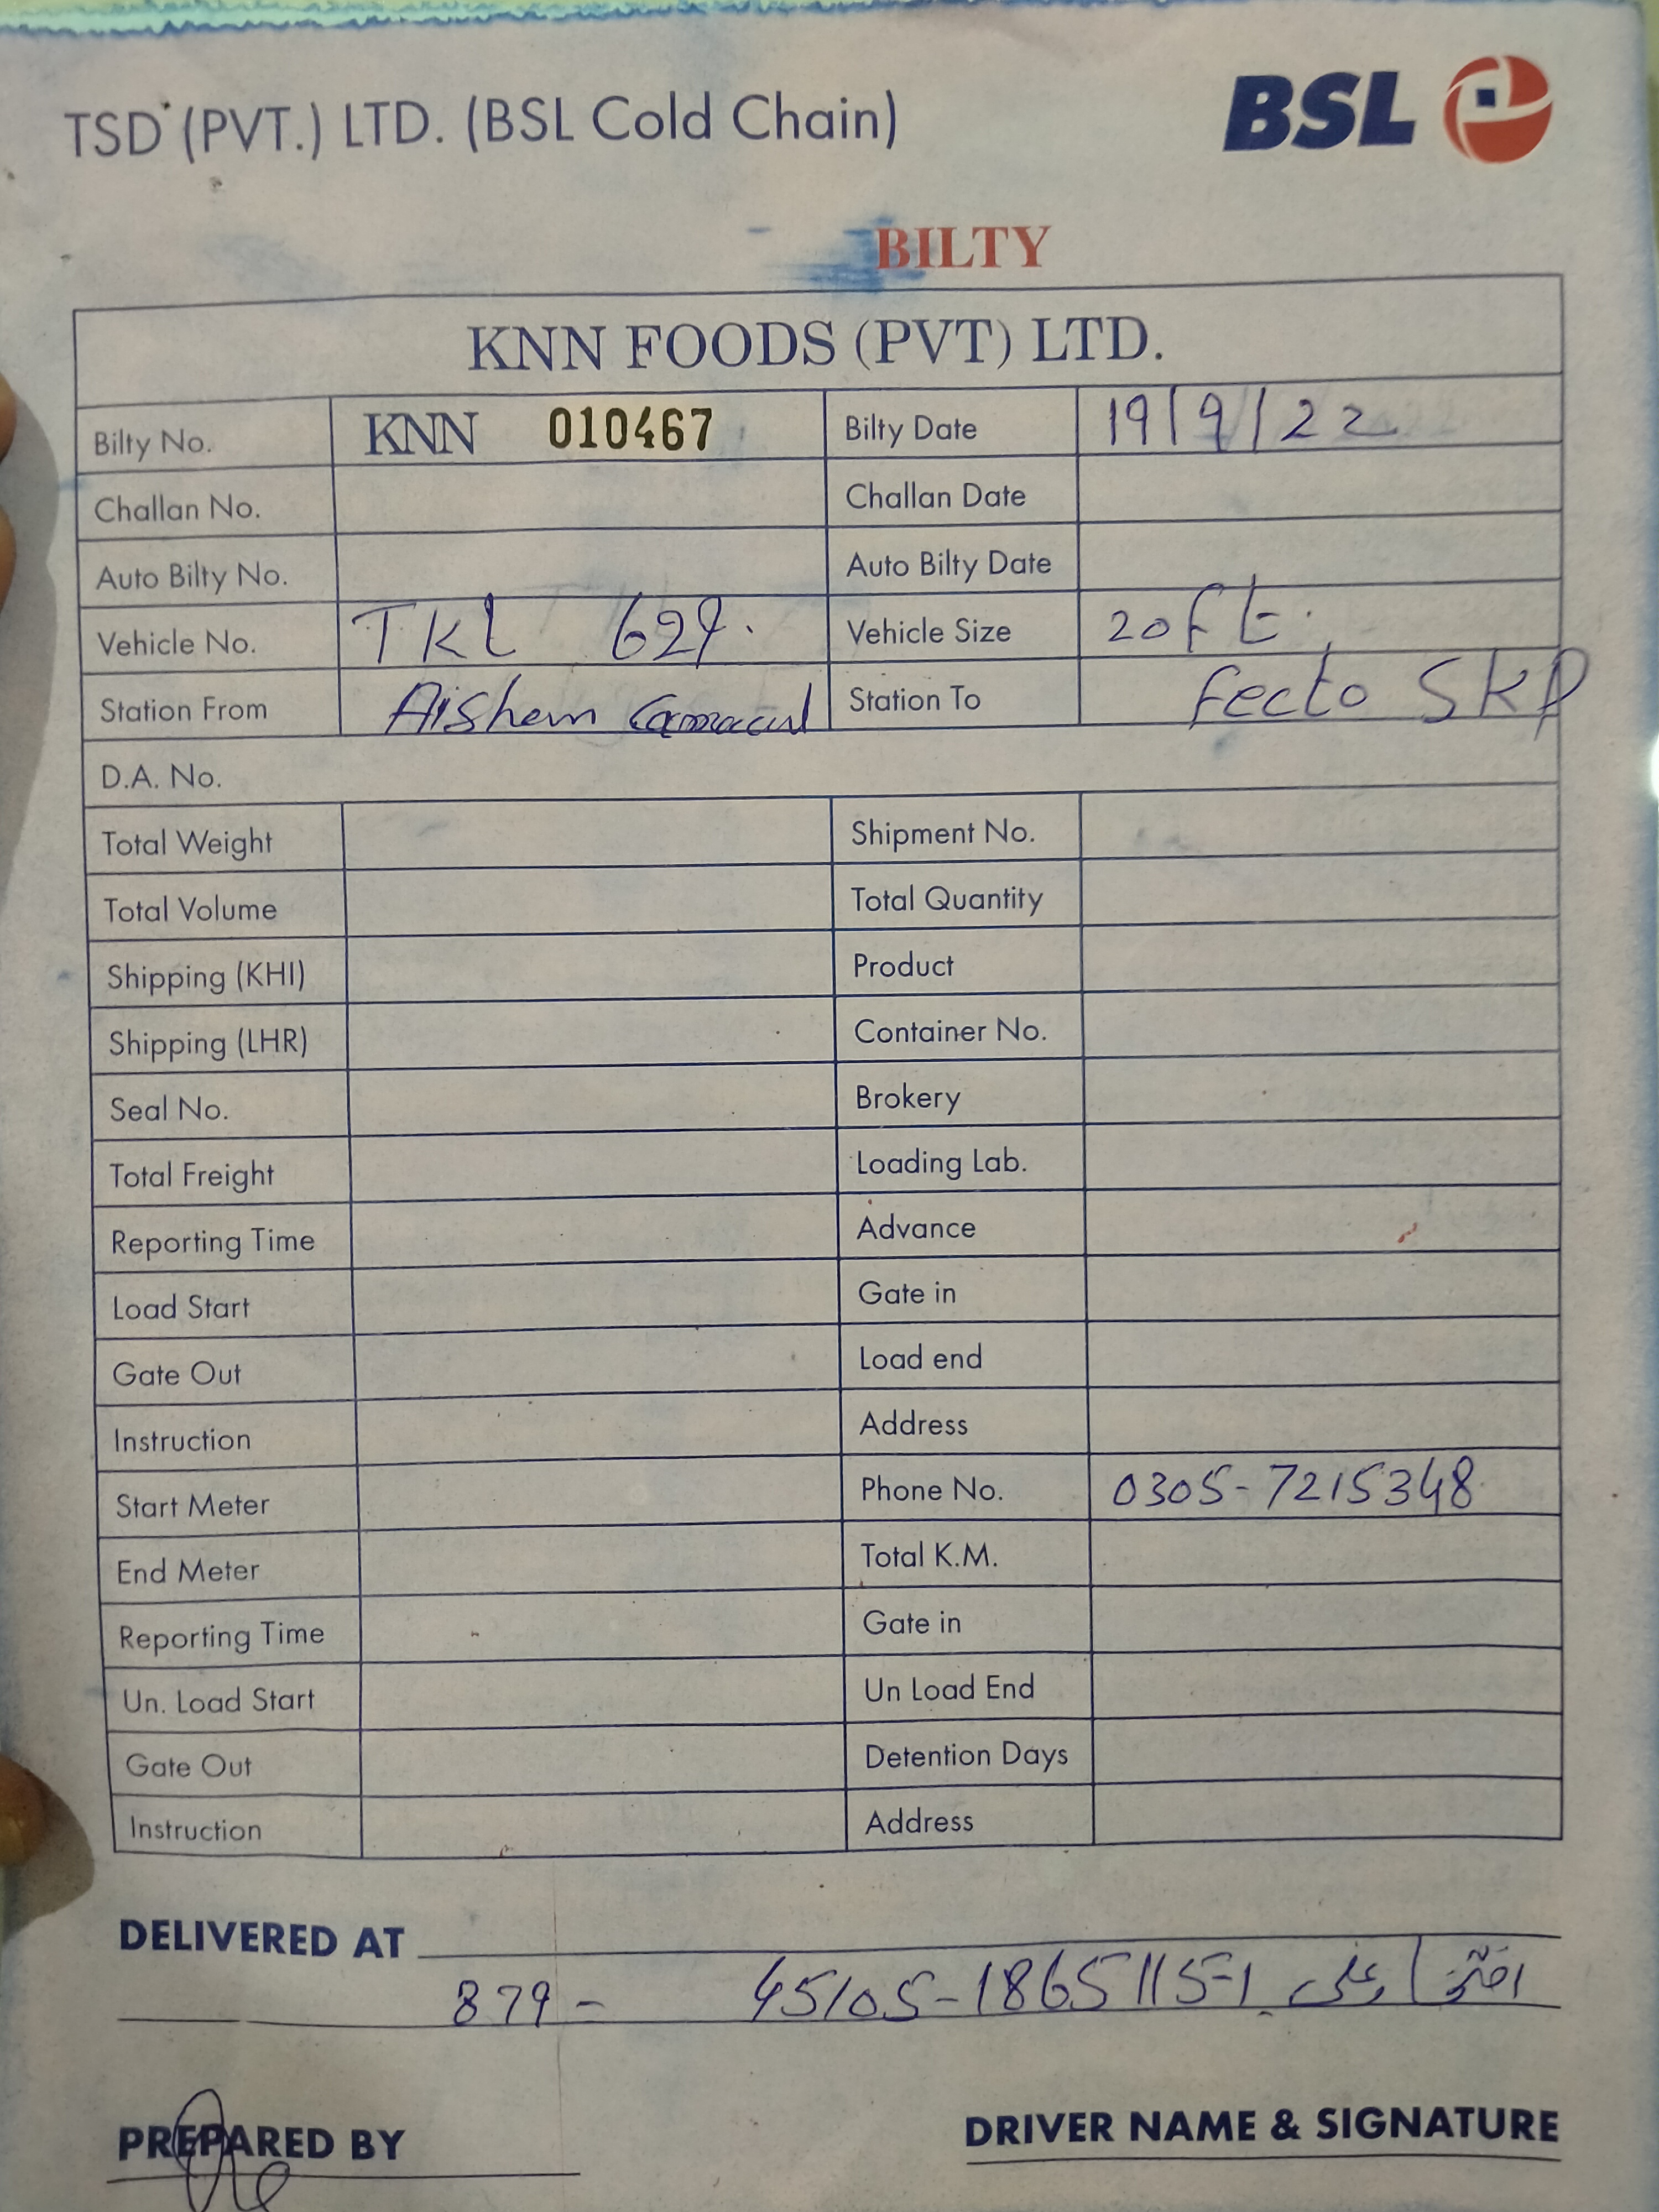 TSD (PVT.) LTD. (BSL Cold Chain)
BSL
BILTY
KNN FOODS (PVT) LTD.
Bilty No. KNN 010467 Bilty Date 19/9/22
Challan No. Challan Date
Auto Bilty No. Auto Bilty Date
Vehicle No. TKL 629. Vehicle Size 20 ft.
Station From Station To Fecto SKP
D.A. No.
Total Weight Shipment No.
Total Volume Total Quantity
Shipping (KHI) Product
Shipping (LHR) Container No.
Seal No. Brokery
Total Freight Loading Lab.
Reporting Time Advance
Load Start Gate in
Gate Out Load end
Instruction Address
Start Meter Phone No. 0305-7215348
End Meter Total K.M.
Reporting Time Gate in
Un. Load Start Un Load End
Gate Out Detention Days
Instruction Address
DELIVERED AT
879 - 45105-1865115-1 علی
PREPARED BY DRIVER NAME & SIGNATURE